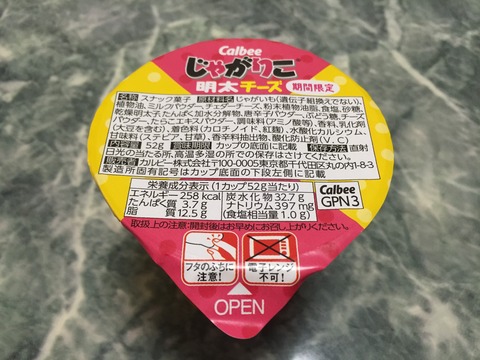 Calbee
じゃがりこ
明太チーズ 期間限定
名称 スナック菓子 原材料名 じゃがいも(遺伝子組換えでない)、
植物油、ミルクパウダー、チェダーチーズ、粉末植物油脂、食塩、砂糖、
乾燥明太子、たんぱく加水分解物、唐辛子パウダー、ぶどう糖、チーズ
パウダー、たらこエキスパウダー、調味料(アミノ酸等)、香料、乳化剤
(大豆を含む)、着色料(カロチノイド、紅麹)、水酸化カルシウム、
甘味料(ステビア、甘草)、香辛料抽出物、酸化防止剤(V.C)
内容量 52g 賞味期限 カップの底面に記載 保存方法 直射
日光の当たる所、高温多湿の所での保存はさけてください。
販売者 カルビー株式会社〒100-0005東京都千代田区丸の内1-8-3
製造所固有記号はカップ底面の下段左側に記載
栄養成分表示 (1カップ52g当たり)
エネルギー 258 kcal 炭水化物 32.7 g
たんぱく質 3.7 g ナトリウム 397 mg
脂質 12.5 g (食塩相当量 1.0 g)
Calbee
GPN3
取扱上の注意:開封後はお早めにお召し上がりください。
フタのふちに
注意!
電子レンジ
不可!
OPEN